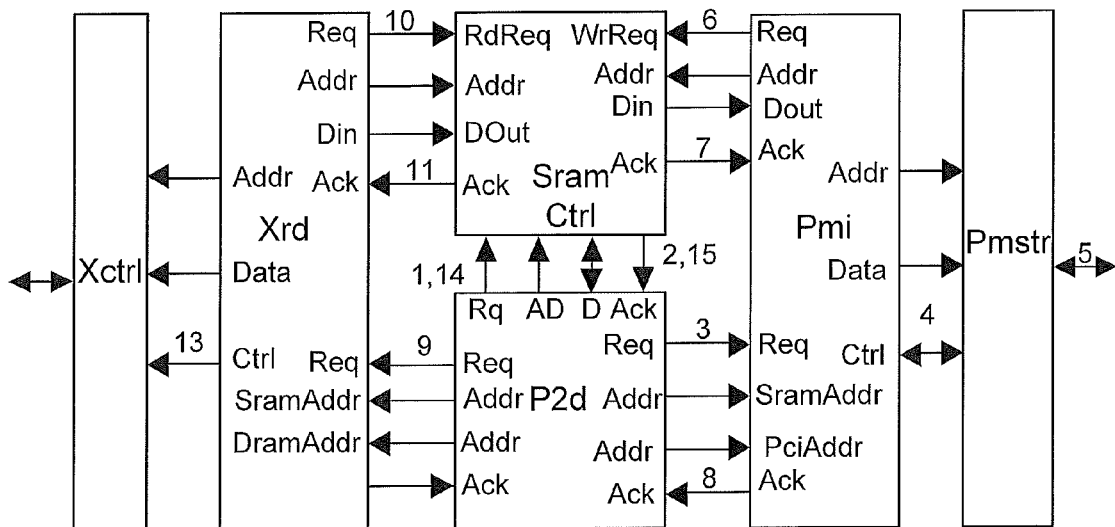 Req 10 RdReq WrReq 6 Req
Addr Addr Addr Addr
Din DOut Din Dout
Addr Ack 11 Ack Ack 7 Ack
Xrd Sram Ctrl Addr
Xctrl Pmi Pmstr
Data 1,14 2,15 Data 5
Rq AD D Ack
13 Ctrl Req 9 Req Req 3 Req Ctrl 4
SramAddr Addr P2d Addr SramAddr
DramAddr Addr Addr PciAddr
Ack Ack 8 Ack